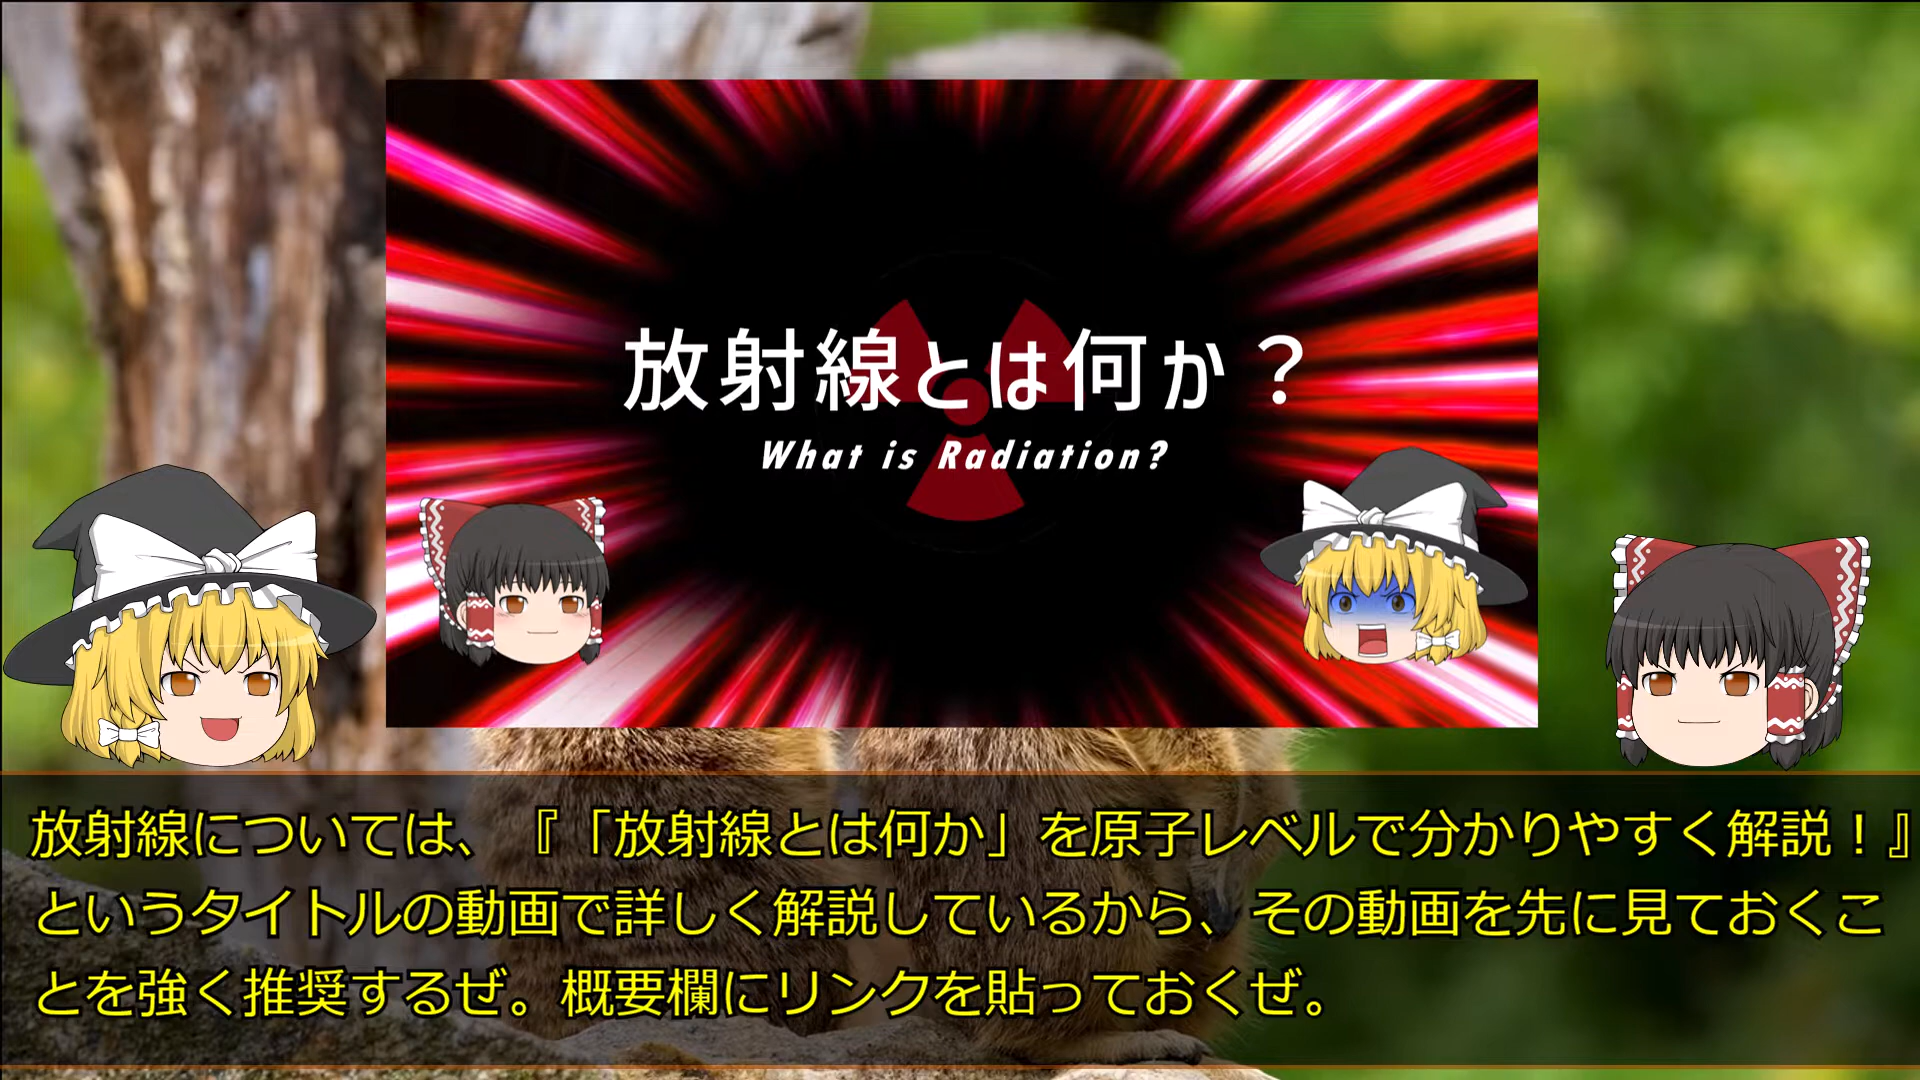 放射線とは何か？
What is Radiation?
放射線については、『「放射線とは何か」を原子レベルで分かりやすく解説！』
というタイトルの動画で詳しく解説しているから、その動画を先に見ておくこ
とを強く推奨するぜ。概要欄にリンクを貼っておくぜ。